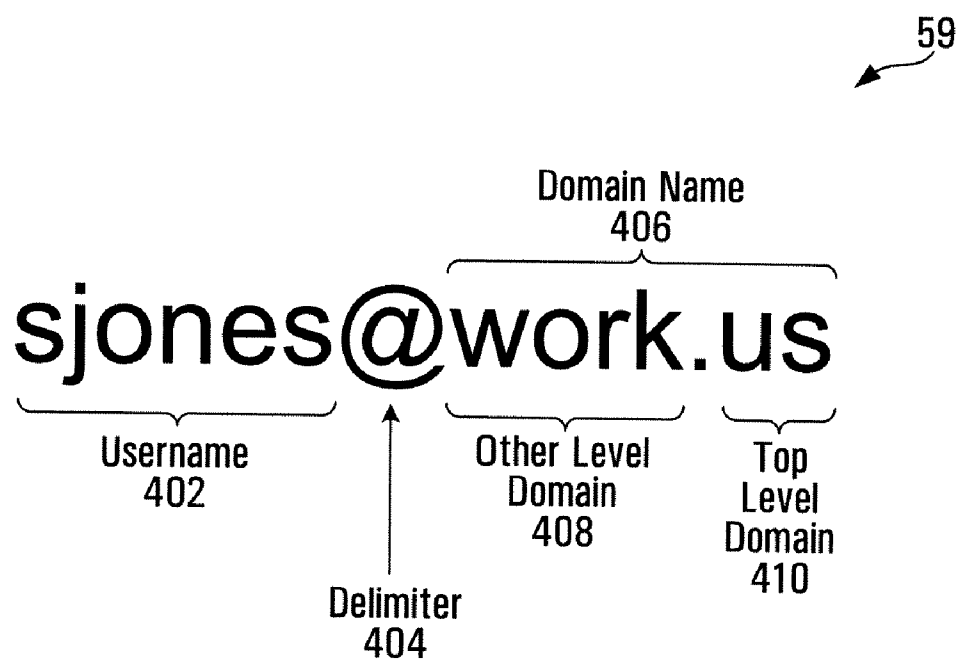 59
Domain Name
406
sjones@work.us
Username
402
Other Level
Domain
408
Top
Level
Domain
410
Delimiter
404